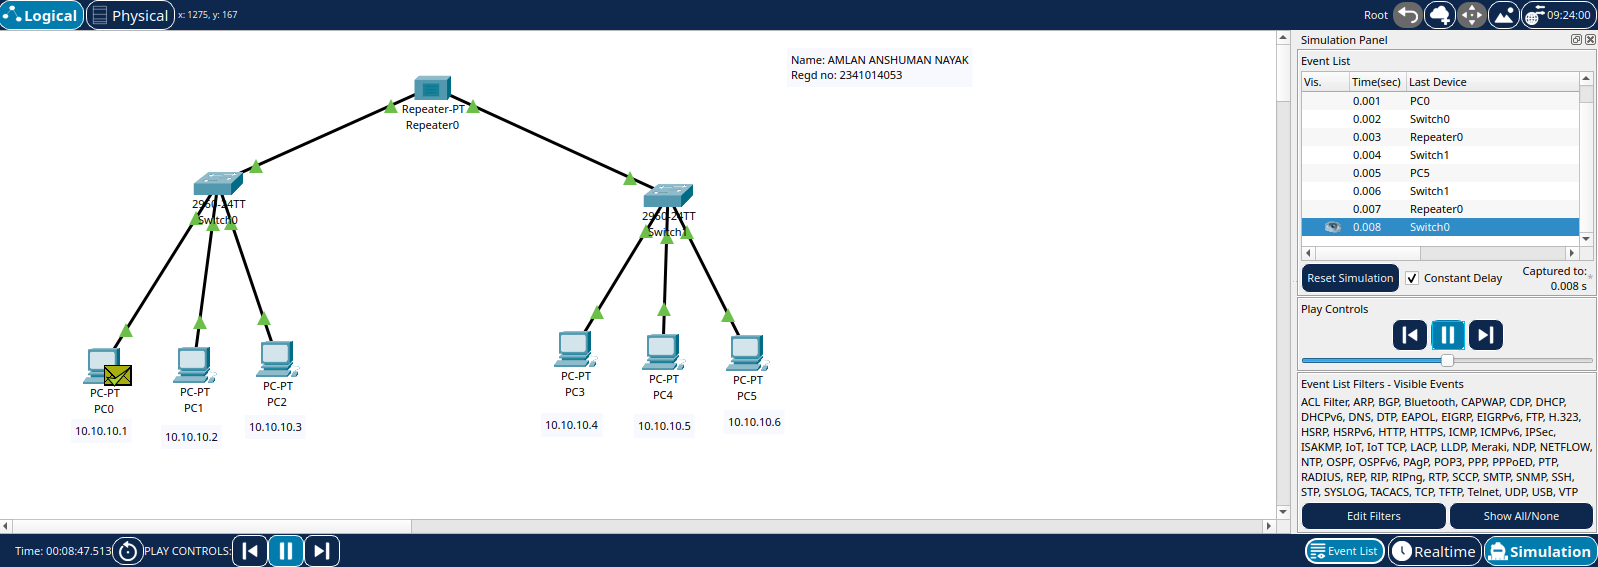 Logical
Physical
x: 1275, y: 167
Root
09:24:00
Name: AMLAN ANSHUMAN NAYAK
Regd no: 2341014053
Repeater-PT
Repeater0
2960-24TT
Switch0
2960-24TT
Switch1
PC-PT
PC0
10.10.10.1
PC-PT
PC1
10.10.10.2
PC-PT
PC2
10.10.10.3
PC-PT
PC3
10.10.10.4
PC-PT
PC4
10.10.10.5
PC-PT
PC5
10.10.10.6
Simulation Panel
Event List
Vis. Time(sec) Last Device
0.001 PC0
0.002 Switch0
0.003 Repeater0
0.004 Switch1
0.005 PC5
0.006 Switch1
0.007 Repeater0
0.008 Switch0
Reset Simulation
Constant Delay
Captured to:
0.008 s
Play Controls
Event List Filters - Visible Events
ACL Filter, ARP, BGP, Bluetooth, CAPWAP, CDP, DHCP,
DHCPv6, DNS, DTP, EAPOL, EIGRP, EIGRPv6, FTP, H.323,
HSRP, HSRPv6, HTTP, HTTPS, ICMP, ICMPv6, IPSec,
ISAKMP, IoT, IoT TCP, LACP, LLDP, Meraki, NDP, NETFLOW,
NTP, OSPF, OSPFv6, PAgP, POP3, PPP, PPPoED, PTP,
RADIUS, REP, RIP, RIPng, RTP, SCCP, SMTP, SNMP, SSH,
STP, SYSLOG, TACACS, TCP, TFTP, Telnet, UDP, USB, VTP
Edit Filters
Show All/None
Time: 00:08:47.513
PLAY CONTROLS:
Event List
Realtime
Simulation